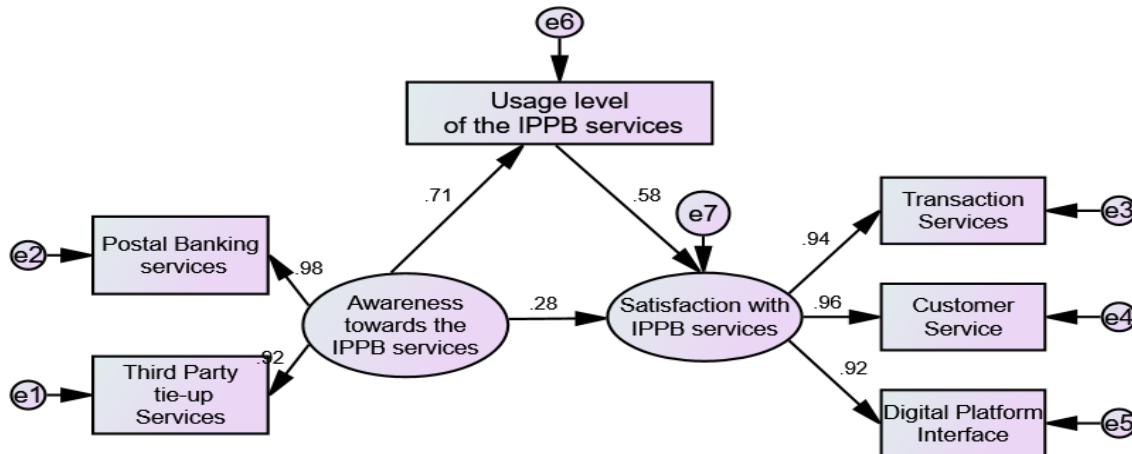 e6
Usage level
of the IPPB services
.71
.58
e7
Transaction
Services
e3
e2
Postal Banking
services
.98
.94
Awareness
towards the
IPPB services
.28
Satisfaction with
IPPB services
.96
Customer
Service
e4
.92
Third Party
tie-up
Services
e1
.92
Digital Platform
Interface
e5